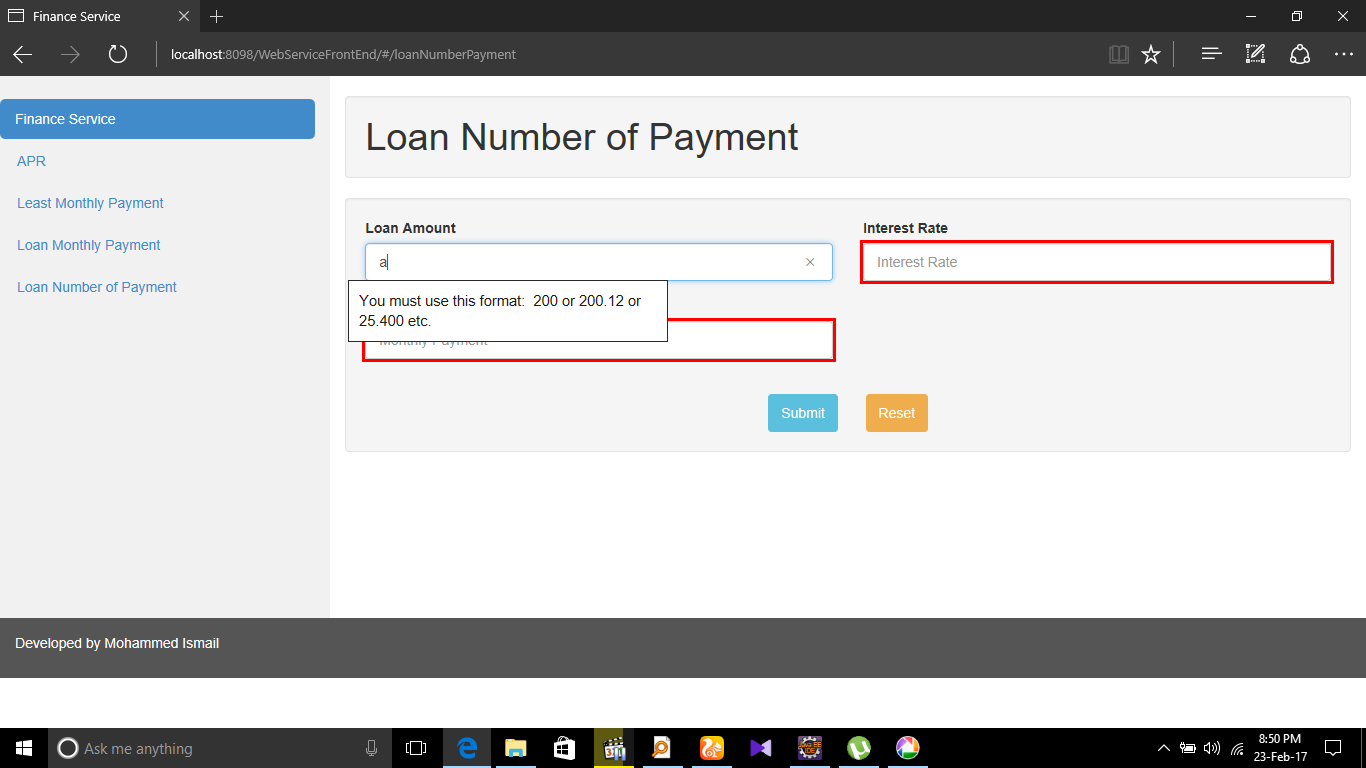 Finance Service
localhost:8098/WebServiceFrontEnd/#/loanNumberPayment
Finance Service
APR
Least Monthly Payment
Loan Monthly Payment
Loan Number of Payment
Loan Number of Payment
Loan Amount
Interest Rate
a
Interest Rate
You must use this format: 200 or 200.12 or
25.400 etc.
Monthly Payment
Submit
Reset
Developed by Mohammed Ismail
Ask me anything
8:50 PM
23-Feb-17